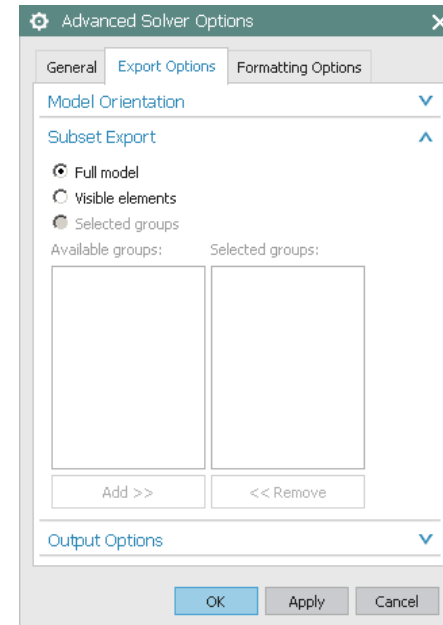 Advanced Solver Options
General Export Options Formatting Options
Model Orientation
Subset Export
Full model
Visible elements
Selected groups
Available groups: Selected groups:
Add >> << Remove
Output Options
OK Apply Cancel